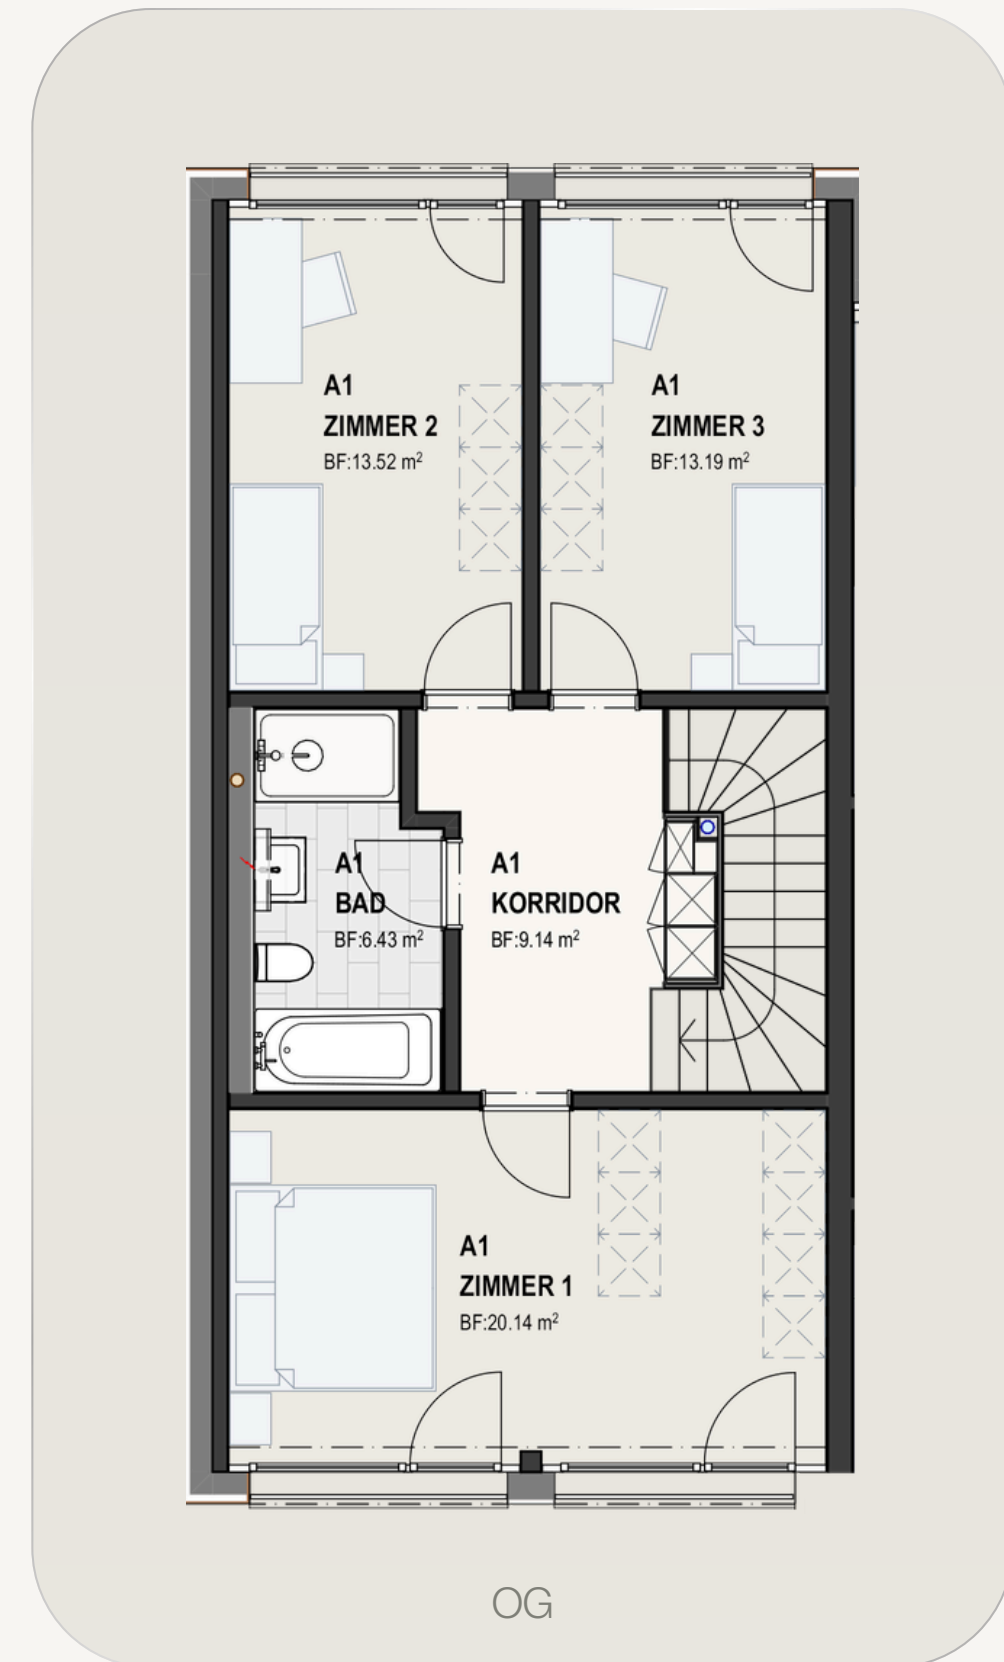 A1
ZIMMER 2
BF:13.52 m²
A1
ZIMMER 3
BF:13.19 m²
A1
BAD
BF:6.43 m²
A1
KORRIDOR
BF:9.14 m²
A1
ZIMMER 1
BF:20.14 m²
OG